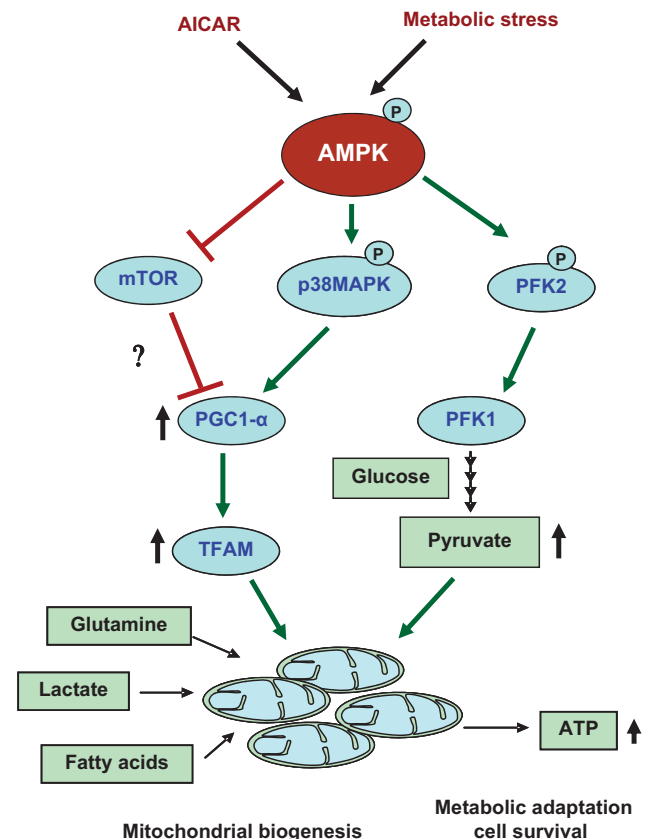 AICAR
Metabolic stress
P
AMPK
mTOR
P
p38MAPK
P
PFK2
?
PGC1-α
PFK1
Glucose
TFAM
Pyruvate
Glutamine
Lactate
Fatty acids
ATP
Mitochondrial biogenesis
Metabolic adaptation
cell survival